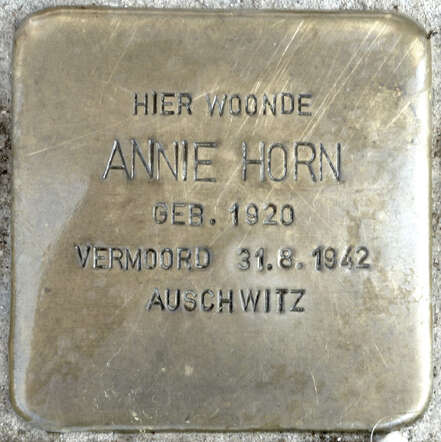 HIER WOONDE
ANNIE HORN
GEB. 1920
VERMOORD 31.8.1942
AUSCHWITZ